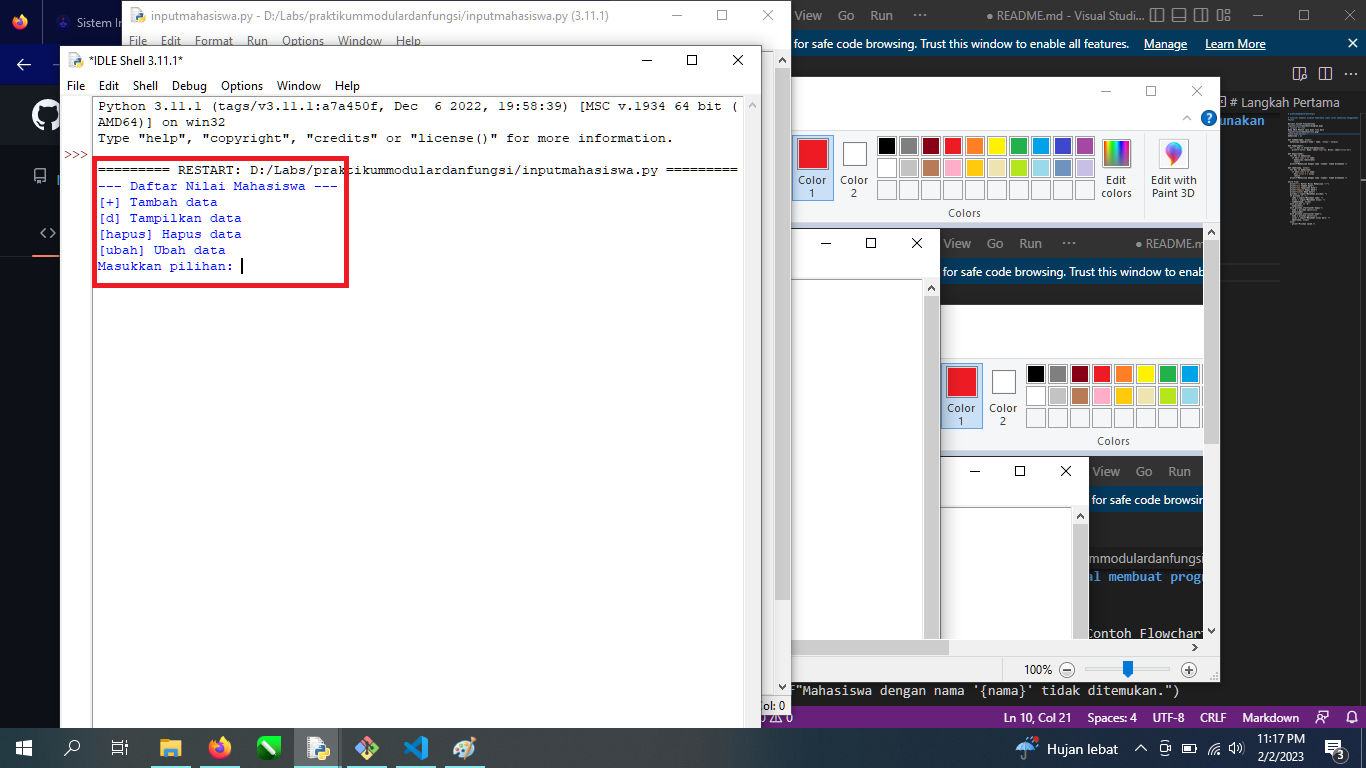 Sistem In
inputmahasiswa.py - D:/Labs/praktikummodulardanfungsi/inputmahasiswa.py (3.11.1)
File Edit Format Run Options Window Help
View Go Run ··· ● README.md - Visual Studi...
for safe code browsing. Trust this window to enable all features. Manage Learn More
*IDLE Shell 3.11.1*
File Edit Shell Debug Options Window Help
Python 3.11.1 (tags/v3.11.1:a7a450f, Dec  6 2022, 19:58:39) [MSC v.1934 64 bit (
AMD64)] on win32
Type "help", "copyright", "credits" or "license()" for more information.
>>>
========= RESTART: D:/Labs/praktikummodulardanfungsi/inputmahasiswa.py =========
--- Daftar Nilai Mahasiswa ---
[+] Tambah data
[d] Tampilkan data
[hapus] Hapus data
[ubah] Ubah data
Masukkan pilihan:
# Langkah Pertama
unakan
Color
1
Color
2
Edit
colors
Edit with
Paint 3D
Colors
View Go Run ··· ● README.m
for safe code browsing. Trust this window to enab
Color
1
Color
2
Colors
View Go Run
for safe code browsin
mmodulardanfungsi
al membuat prog
Contoh Flowchar
100%
f"Mahasiswa dengan nama '{nama}' tidak ditemukan.")
Col: 0
0
Ln 10, Col 21 Spaces: 4 UTF-8 CRLF Markdown
Hujan lebat
11:17 PM
2/2/2023
3